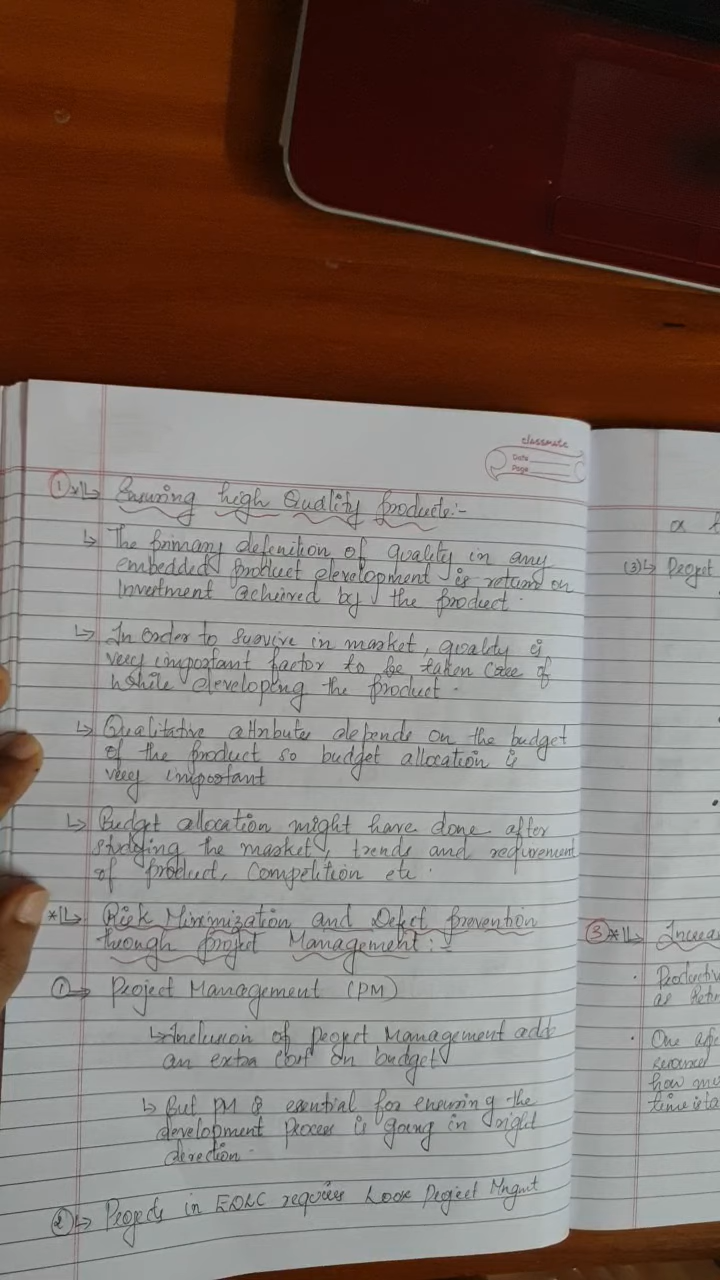 classmate
Date
Page
① *↳ Ensuring high Quality products:-
↳ The primary defenition of quality in any
embedded product development is return on
Investment achieved by the product.
↳ In order to survive in market, quality is
very important factor to be taken care of
while developing the product.
↳ Qualitative attributes depends on the budget
of the product so budget allocation is
very important
↳ Budget allocation might have done after
studying the market, trends and requirement
of product, Competition etc.
*↳ Risk Minimization and Defect prevention
through project Management:-
①→ Project Management (PM)
↳ Inclusion of Project Management adds
an extra cost on budget
↳ But PM is essential for ensuring the
development process is going in right
direction.
②↳ Projects in EDLC requires Loose Project Mngmt
or
(3)↳ Project
③ *↳ Increa
· Productiv
as
· One
how
time is